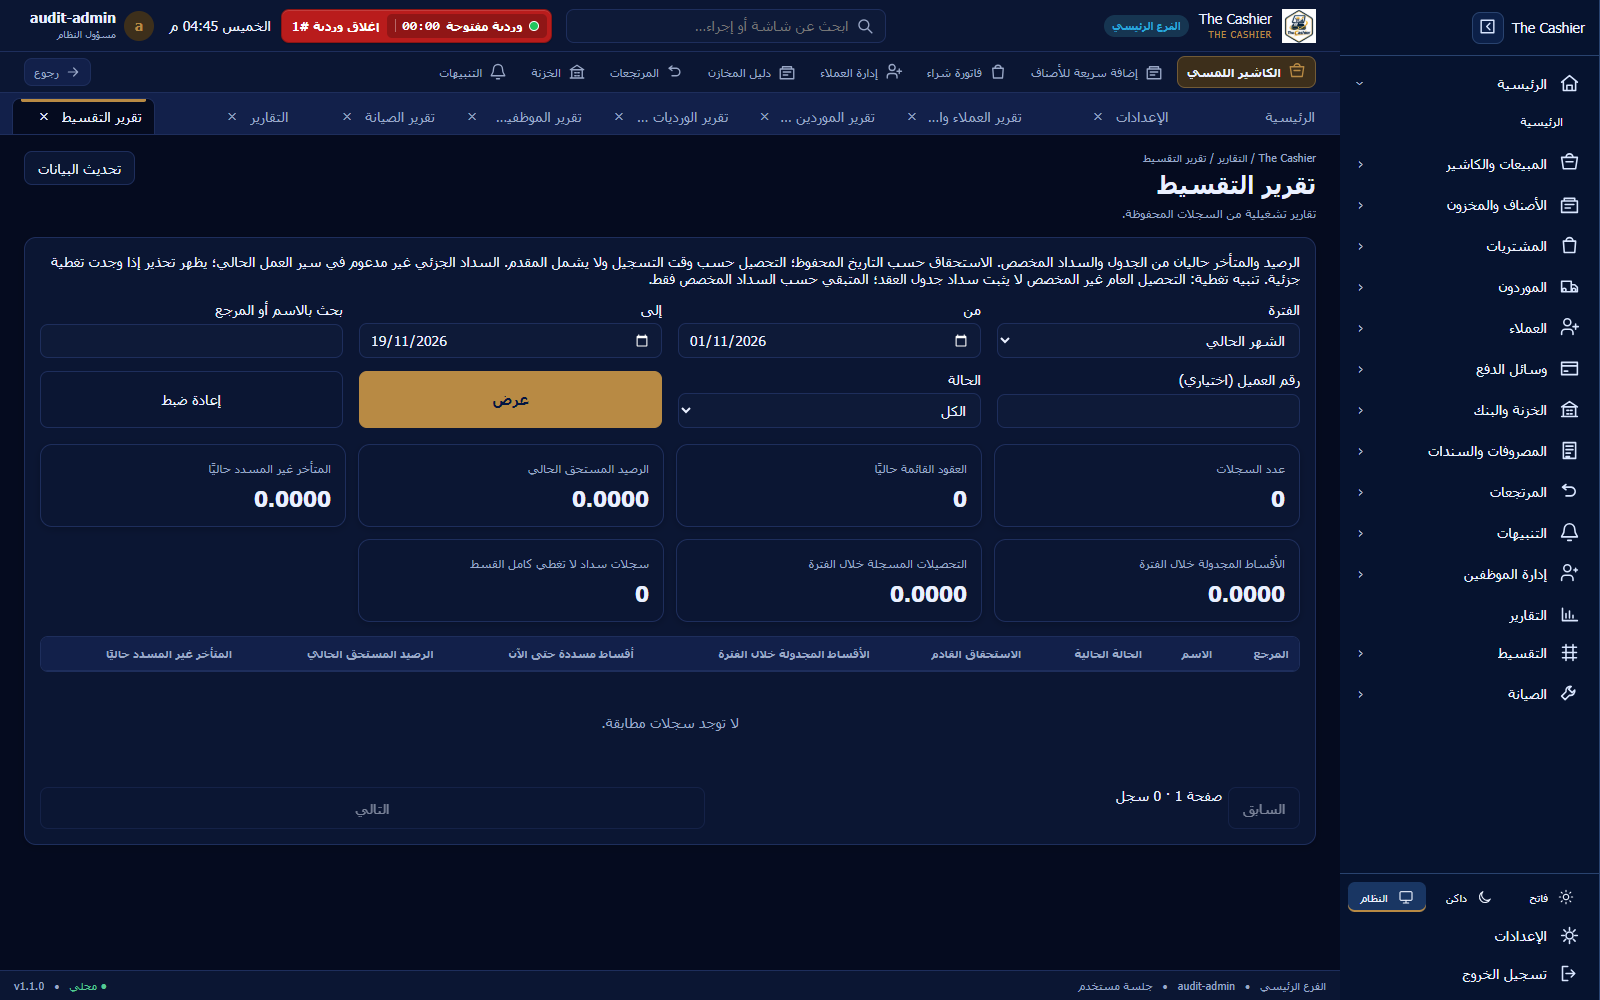 The Cashier
الرئيسية
الرئيسية
المبيعات والكاشير
الأصناف والمخزون
المشتريات
الموردون
العملاء
وسائل الدفع
الخزنة والبنك
المصروفات والسندات
المرتجعات
التنبيهات
إدارة الموظفين
التقارير
التقسيط
الصيانة
فاتح
داكن
النظام
الإعدادات
تسجيل الخروج
The Cashier
THE CASHIER
الفرع الرئيسي
ابحث عن شاشة أو إجراء...
وردية مفتوحة 00:00
إغلاق وردية #1
الخميس 04:45 م
a
audit-admin
مسؤول النظام
الكاشير اللمسي
إضافة سريعة للأصناف
فاتورة شراء
إدارة العملاء
دليل المخازن
المرتجعات
الخزنة
التنبيهات
رجوع
الرئيسية
الإعدادات ×
تقرير العملاء وا... ×
تقرير الموردين ... ×
تقرير الورديات ... ×
تقرير الموظفي... ×
تقرير الصيانة ×
التقارير ×
تقرير التقسيط ×
The Cashier / التقارير / تقرير التقسيط
تقرير التقسيط
تقارير تشغيلية من السجلات المحفوظة.
تحديث البيانات
الرصيد والمتأخر حاليان من الجدول والسداد المخصص. الاستحقاق حسب التاريخ المحفوظ؛ التحصيل حسب وقت التسجيل ولا يشمل المقدم. السداد الجزئي غير مدعوم في سير العمل الحالي؛ يظهر تحذير إذا وجدت تغطية
جزئية. تنبيه تغطية: التحصيل العام غير المخصص لا يثبت سداد جدول العقد؛ المتبقي حسب السداد المخصص فقط.
الفترة
الشهر الحالي
من
01/11/2026
إلى
19/11/2026
بحث بالاسم أو المرجع
رقم العميل (اختياري)
الحالة
الكل
عرض
إعادة ضبط
عدد السجلات
0
العقود القائمة حاليًا
0
الرصيد المستحق الحالي
0.0000
المتأخر غير المسدد حاليًا
0.0000
الأقساط المجدولة خلال الفترة
0.0000
التحصيلات المسجلة خلال الفترة
0.0000
سجلات سداد لا تغطي كامل القسط
0
المرجع
الاسم
الحالة الحالية
الاستحقاق القادم
الأقساط المجدولة خلال الفترة
أقساط مسددة حتى الآن
الرصيد المستحق الحالي
المتأخر غير المسدد حاليًا
لا توجد سجلات مطابقة.
السابق
صفحة 1 · 0 سجل
التالي
الفرع الرئيسي • audit-admin • جلسة مستخدم
محلي • v1.1.0